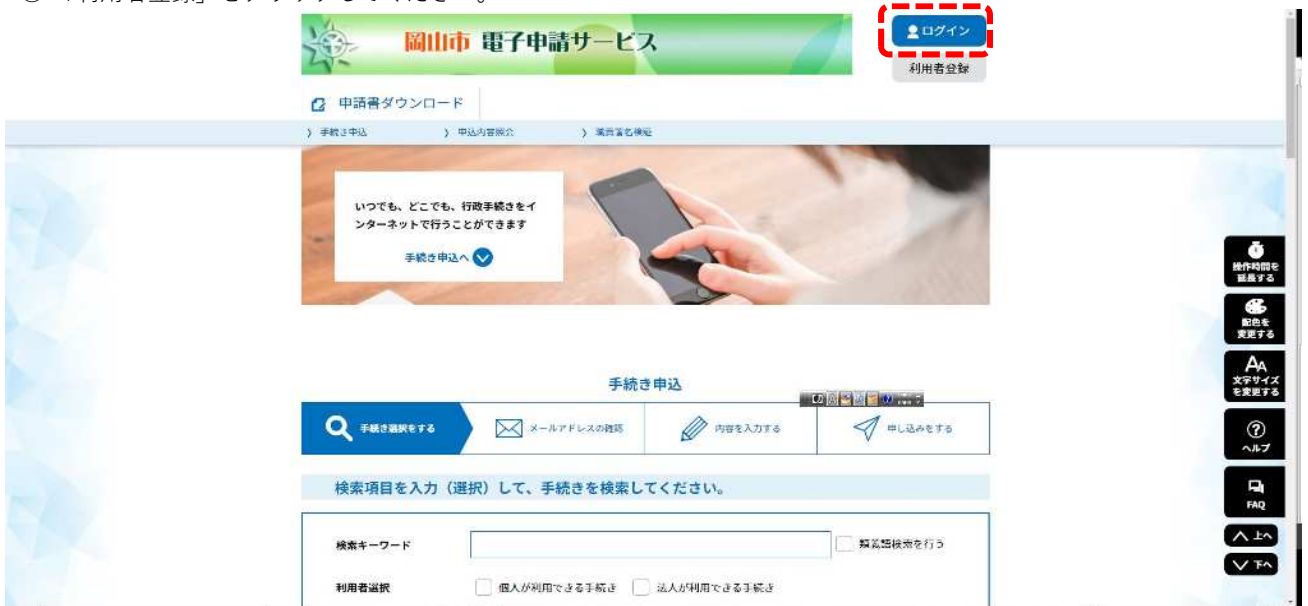 「利用者登録」をクリックしてください。
岡山市 電子申請サービス
ログイン
利用者登録
申請書ダウンロード
手続き申込
申込内容照会
職責署名検証
いつでも、どこでも、行政手続きをイ
ンターネットで行うことができます
手続き申込へ
操作時間を
延長する
配色を
変更する
文字サイズ
を変更する
ヘルプ
FAQ
上へ
下へ
手続き申込
手続き選択をする
メールアドレスの確認
内容を入力する
申し込みをする
検索項目を入力（選択）して、手続きを検索してください。
検索キーワード
類義語検索を行う
利用者選択
個人が利用できる手続き
法人が利用できる手続き